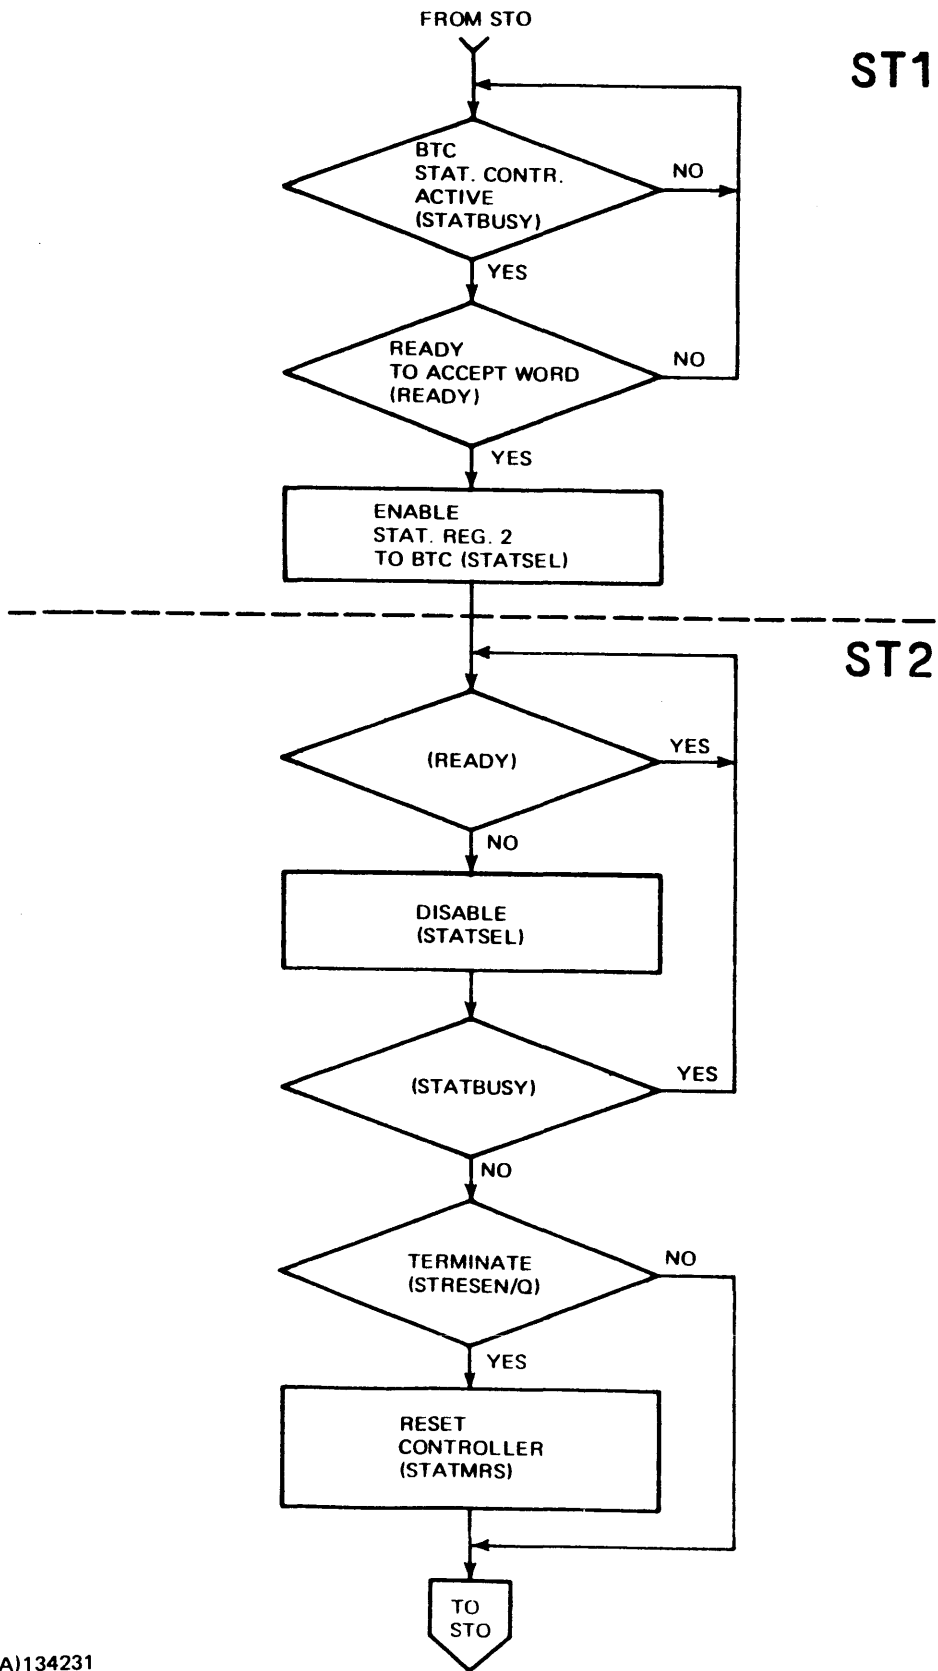 FROM STO
ST1
BTC
STAT. CONTR.
ACTIVE
(STATBUSY)
NO
YES
READY
TO ACCEPT WORD
(READY)
NO
YES
ENABLE
STAT. REG. 2
TO BTC (STATSEL)
ST2
(READY)
YES
NO
DISABLE
(STATSEL)
(STATBUSY)
YES
NO
TERMINATE
(STRESEN/Q)
NO
YES
RESET
CONTROLLER
(STATMRS)
TO
STO
A)134231